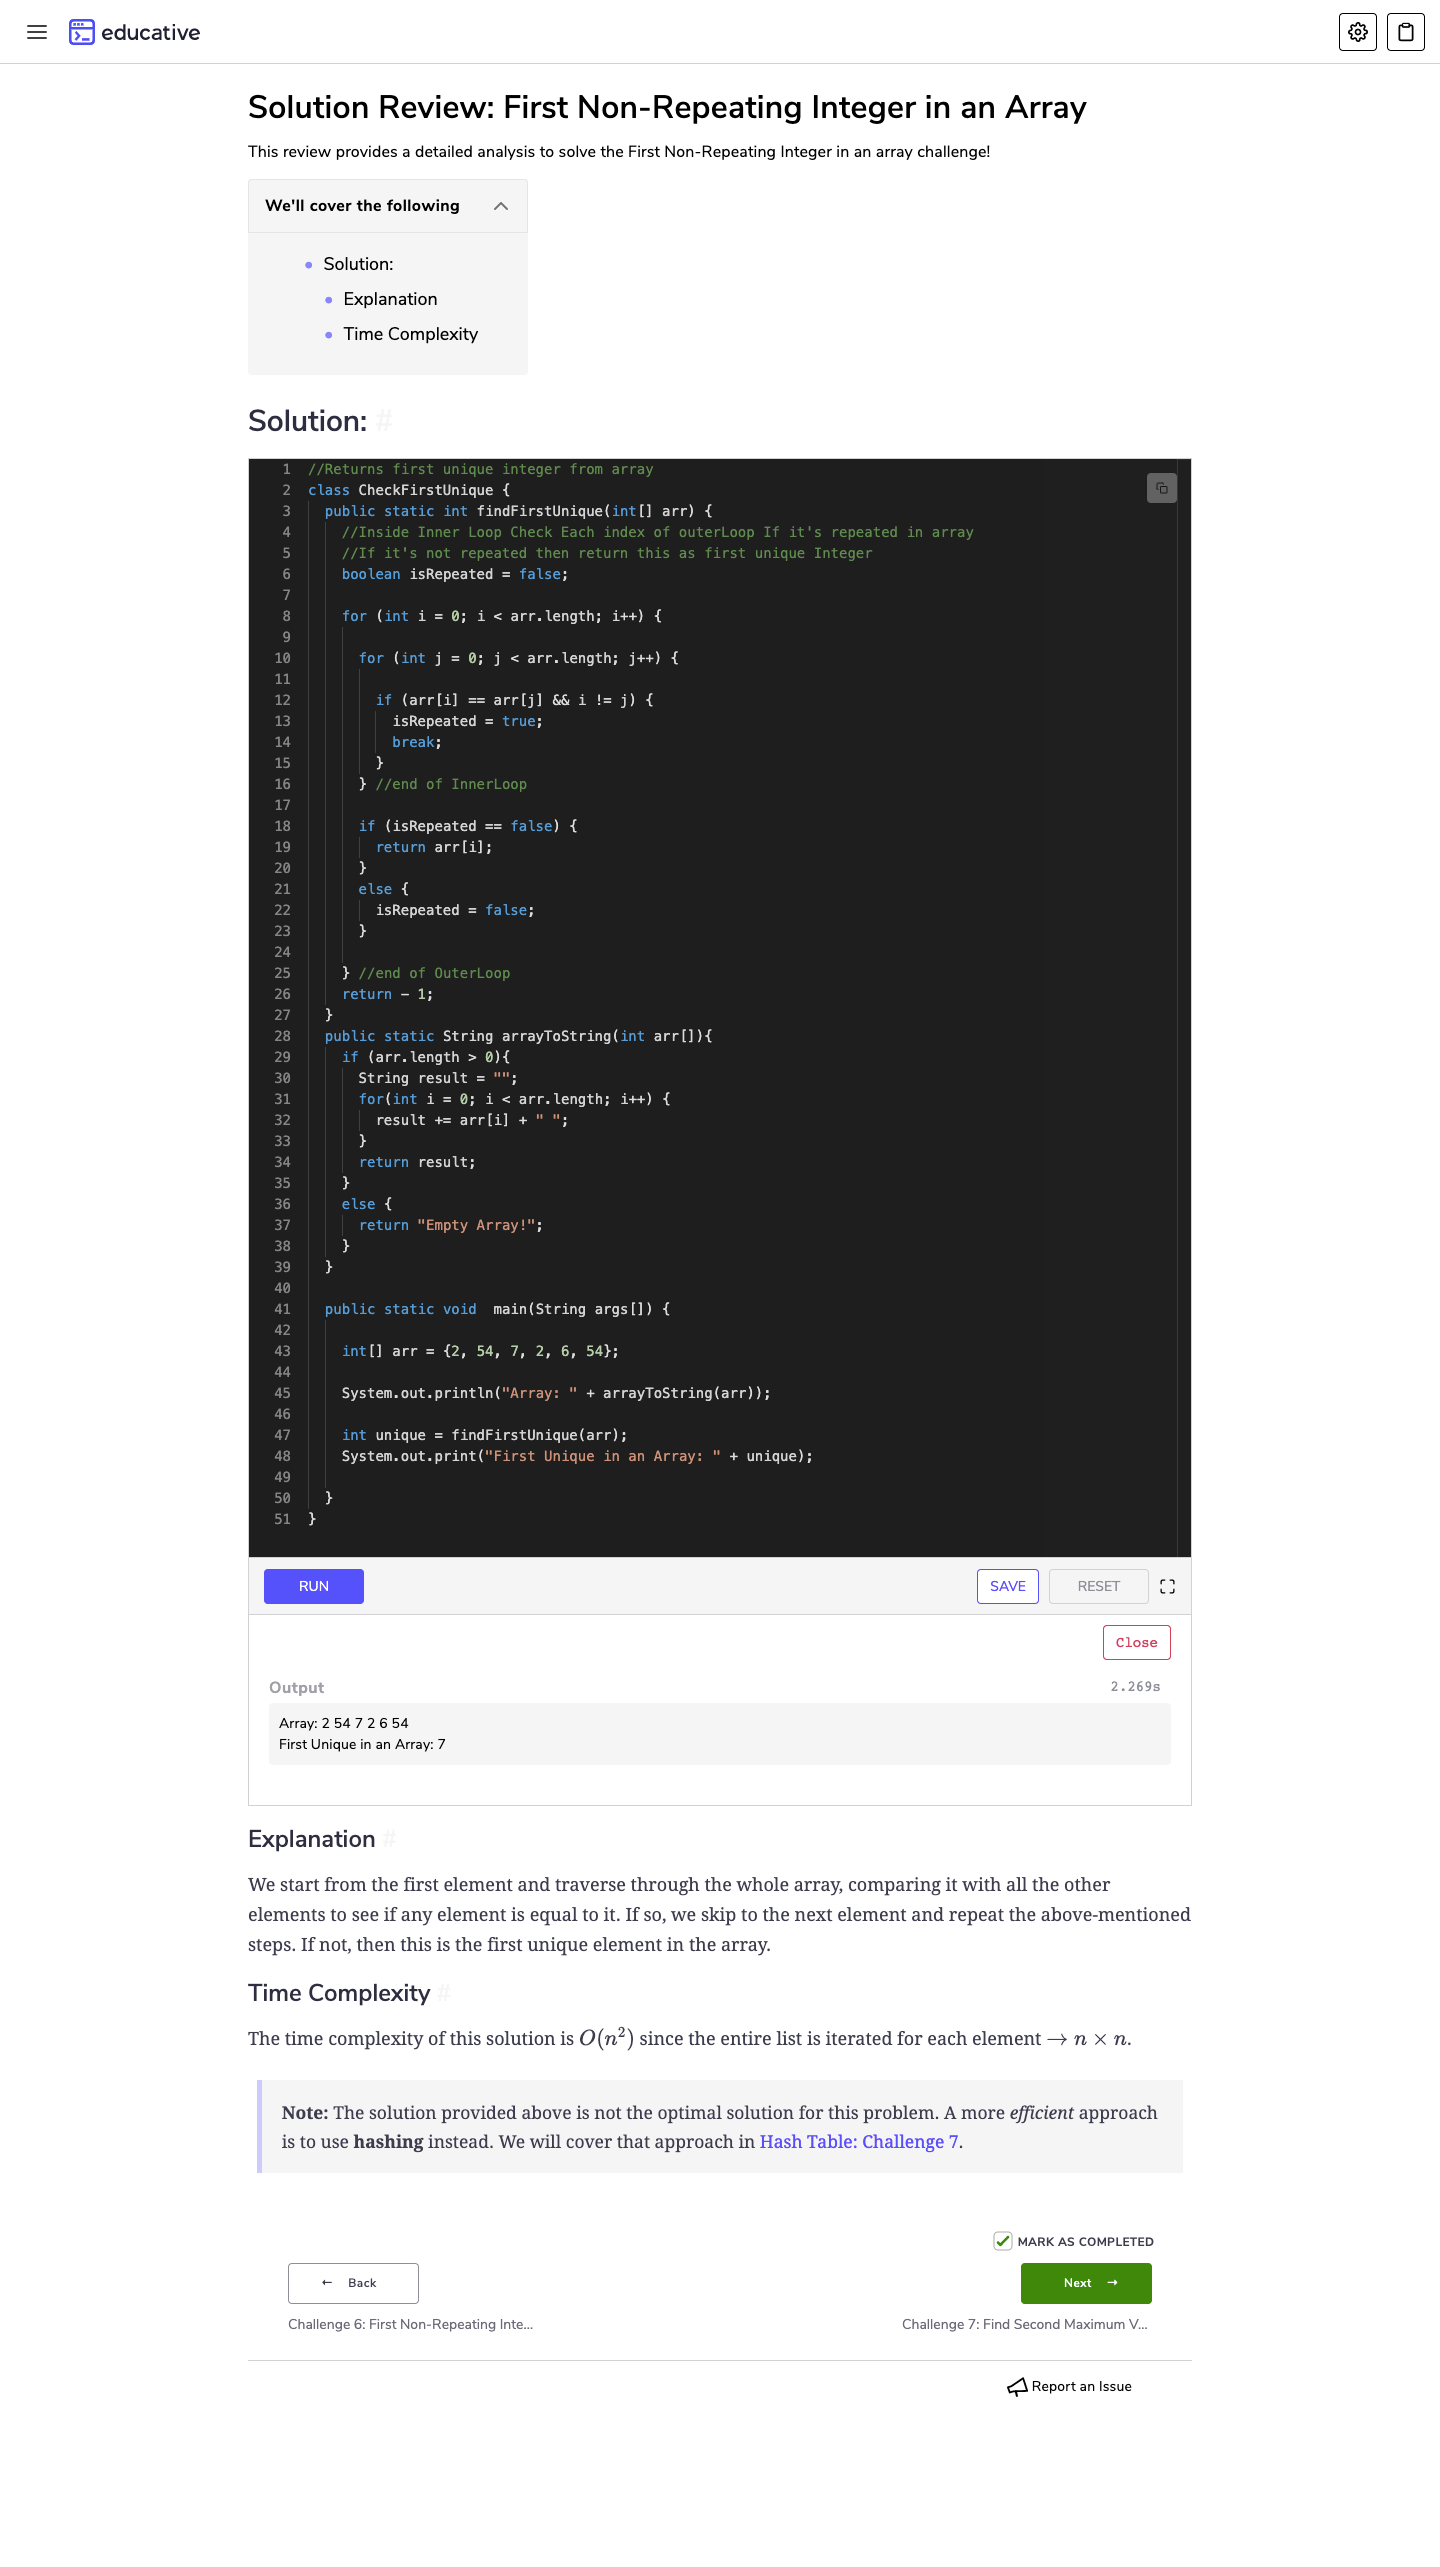 educative
Solution Review: First Non-Repeating Integer in an Array
This review provides a detailed analysis to solve the First Non-Repeating Integer in an array challenge!
We'll cover the following
Solution:
Explanation
Time Complexity
Solution: #
1 //Returns first unique integer from array
2 class CheckFirstUnique {
3 public static int findFirstUnique(int[] arr) {
4 //Inside Inner Loop Check Each index of outerLoop If it's repeated in array
5 //If it's not repeated then return this as first unique Integer
6 boolean isRepeated = false;
7
8 for (int i = 0; i < arr.length; i++) {
9
10 for (int j = 0; j < arr.length; j++) {
11
12 if (arr[i] == arr[j] && i != j) {
13 isRepeated = true;
14 break;
15 }
16 } //end of InnerLoop
17
18 if (isRepeated == false) {
19 return arr[i];
20 }
21 else {
22 isRepeated = false;
23 }
24
25 } //end of OuterLoop
26 return - 1;
27 }
28 public static String arrayToString(int arr[]){
29 if (arr.length > 0){
30 String result = "";
31 for(int i = 0; i < arr.length; i++) {
32 result += arr[i] + " ";
33 }
34 return result;
35 }
36 else {
37 return "Empty Array!";
38 }
39 }
40
41 public static void  main(String args[]) {
42
43 int[] arr = {2, 54, 7, 2, 6, 54};
44
45 System.out.println("Array: " + arrayToString(arr));
46
47 int unique = findFirstUnique(arr);
48 System.out.print("First Unique in an Array: " + unique);
49
50 }
51 }
RUN SAVE RESET
Close
Output 2.269s
Array: 2 54 7 2 6 54
First Unique in an Array: 7
Explanation #
We start from the first element and traverse through the whole array, comparing it with all the other
elements to see if any element is equal to it. If so, we skip to the next element and repeat the above-mentioned
steps. If not, then this is the first unique element in the array.
Time Complexity #
The time complexity of this solution is O(n²) since the entire list is iterated for each element → n × n.
Note: The solution provided above is not the optimal solution for this problem. A more efficient approach
is to use hashing instead. We will cover that approach in Hash Table: Challenge 7.
MARK AS COMPLETED
← Back Next →
Challenge 6: First Non-Repeating Inte... Challenge 7: Find Second Maximum V...
Report an Issue